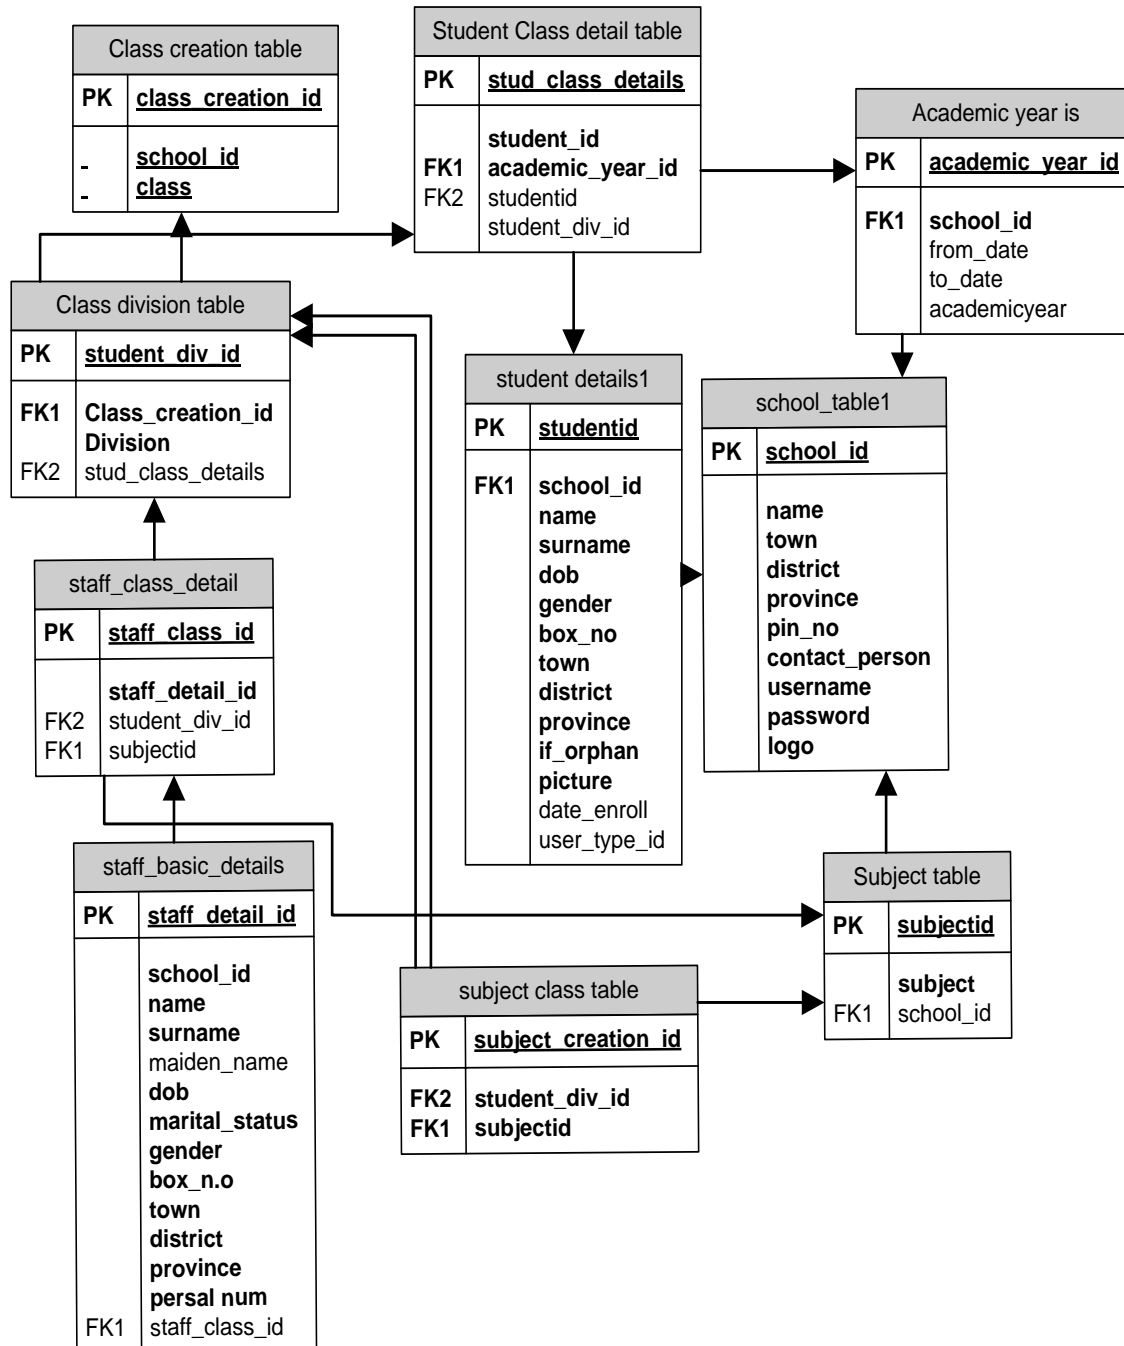 Class creation table
PK class_creation_id
- school_id
- class
Student Class detail table
PK stud_class_details
student_id
FK1 academic_year_id
FK2 studentid
student_div_id
Academic year is
PK academic_year_id
FK1 school_id
from_date
to_date
academicyear
Class division table
PK student_div_id
FK1 Class_creation_id
Division
FK2 stud_class_details
student details1
PK studentid
FK1 school_id
name
surname
dob
gender
box_no
town
district
province
if_orphan
picture
date_enroll
user_type_id
school_table1
PK school_id
name
town
district
province
pin_no
contact_person
username
password
logo
staff_class_detail
PK staff_class_id
staff_detail_id
FK2 student_div_id
FK1 subjectid
staff_basic_details
PK staff_detail_id
school_id
name
surname
maiden_name
dob
marital_status
gender
box_n.o
town
district
province
persal num
FK1 staff_class_id
subject class table
PK subject_creation_id
FK2 student_div_id
FK1 subjectid
Subject table
PK subjectid
subject
FK1 school_id